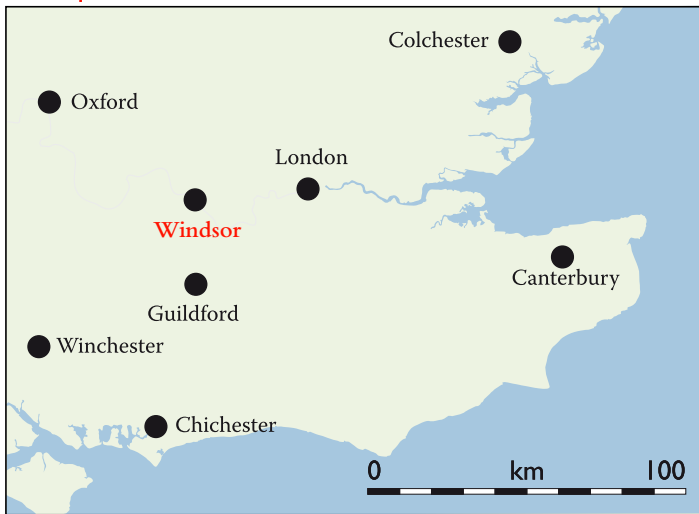 Colchester
Oxford
London
Windsor
Canterbury
Guildford
Winchester
Chichester
0 km 100